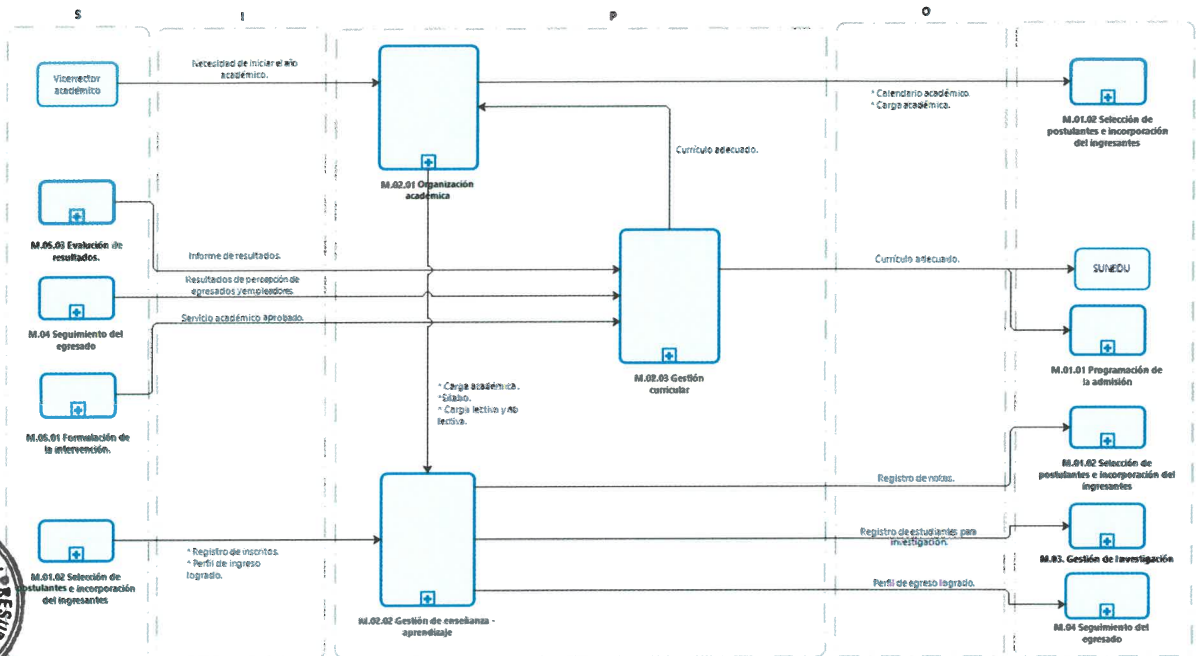 S
I
P
O
Vicerrector
académico
Necesidad de iniciar el año
académico.
M.02.01 Organización
académica
* Calendario académico.
* Carga académica.
M.01.02 Selección de
postulantes e incorporación
del ingresantes
Currículo adecuado.
M.05.03 Evalución de
resultados.
Informe de resultados.
Resultados de percepción de
egresados y empleadores
M.04 Seguimiento del
egresado
Servicio académico aprobado.
M.05.01 Formulación de
la intervención.
M.02.03 Gestión
curricular
Currículo adecuado.
SUNEDU
M.01.01 Programación de
la admisión
* Carga académica.
*Sílabo.
* Carga lectiva y no
lectiva.
Registro de notas.
M.01.02 Selección de
postulantes e incorporación del
ingresantes
M.01.02 Selección de
postulantes e incorporación
del ingresantes
* Registro de inscritos.
* Perfil de ingreso
logrado.
M.02.02 Gestión de enseñanza -
aprendizaje
Registro de estudiantes para
investigación.
M.03. Gestión de Investigación
Perfil de egreso logrado.
M.04 Seguimiento del
egresado